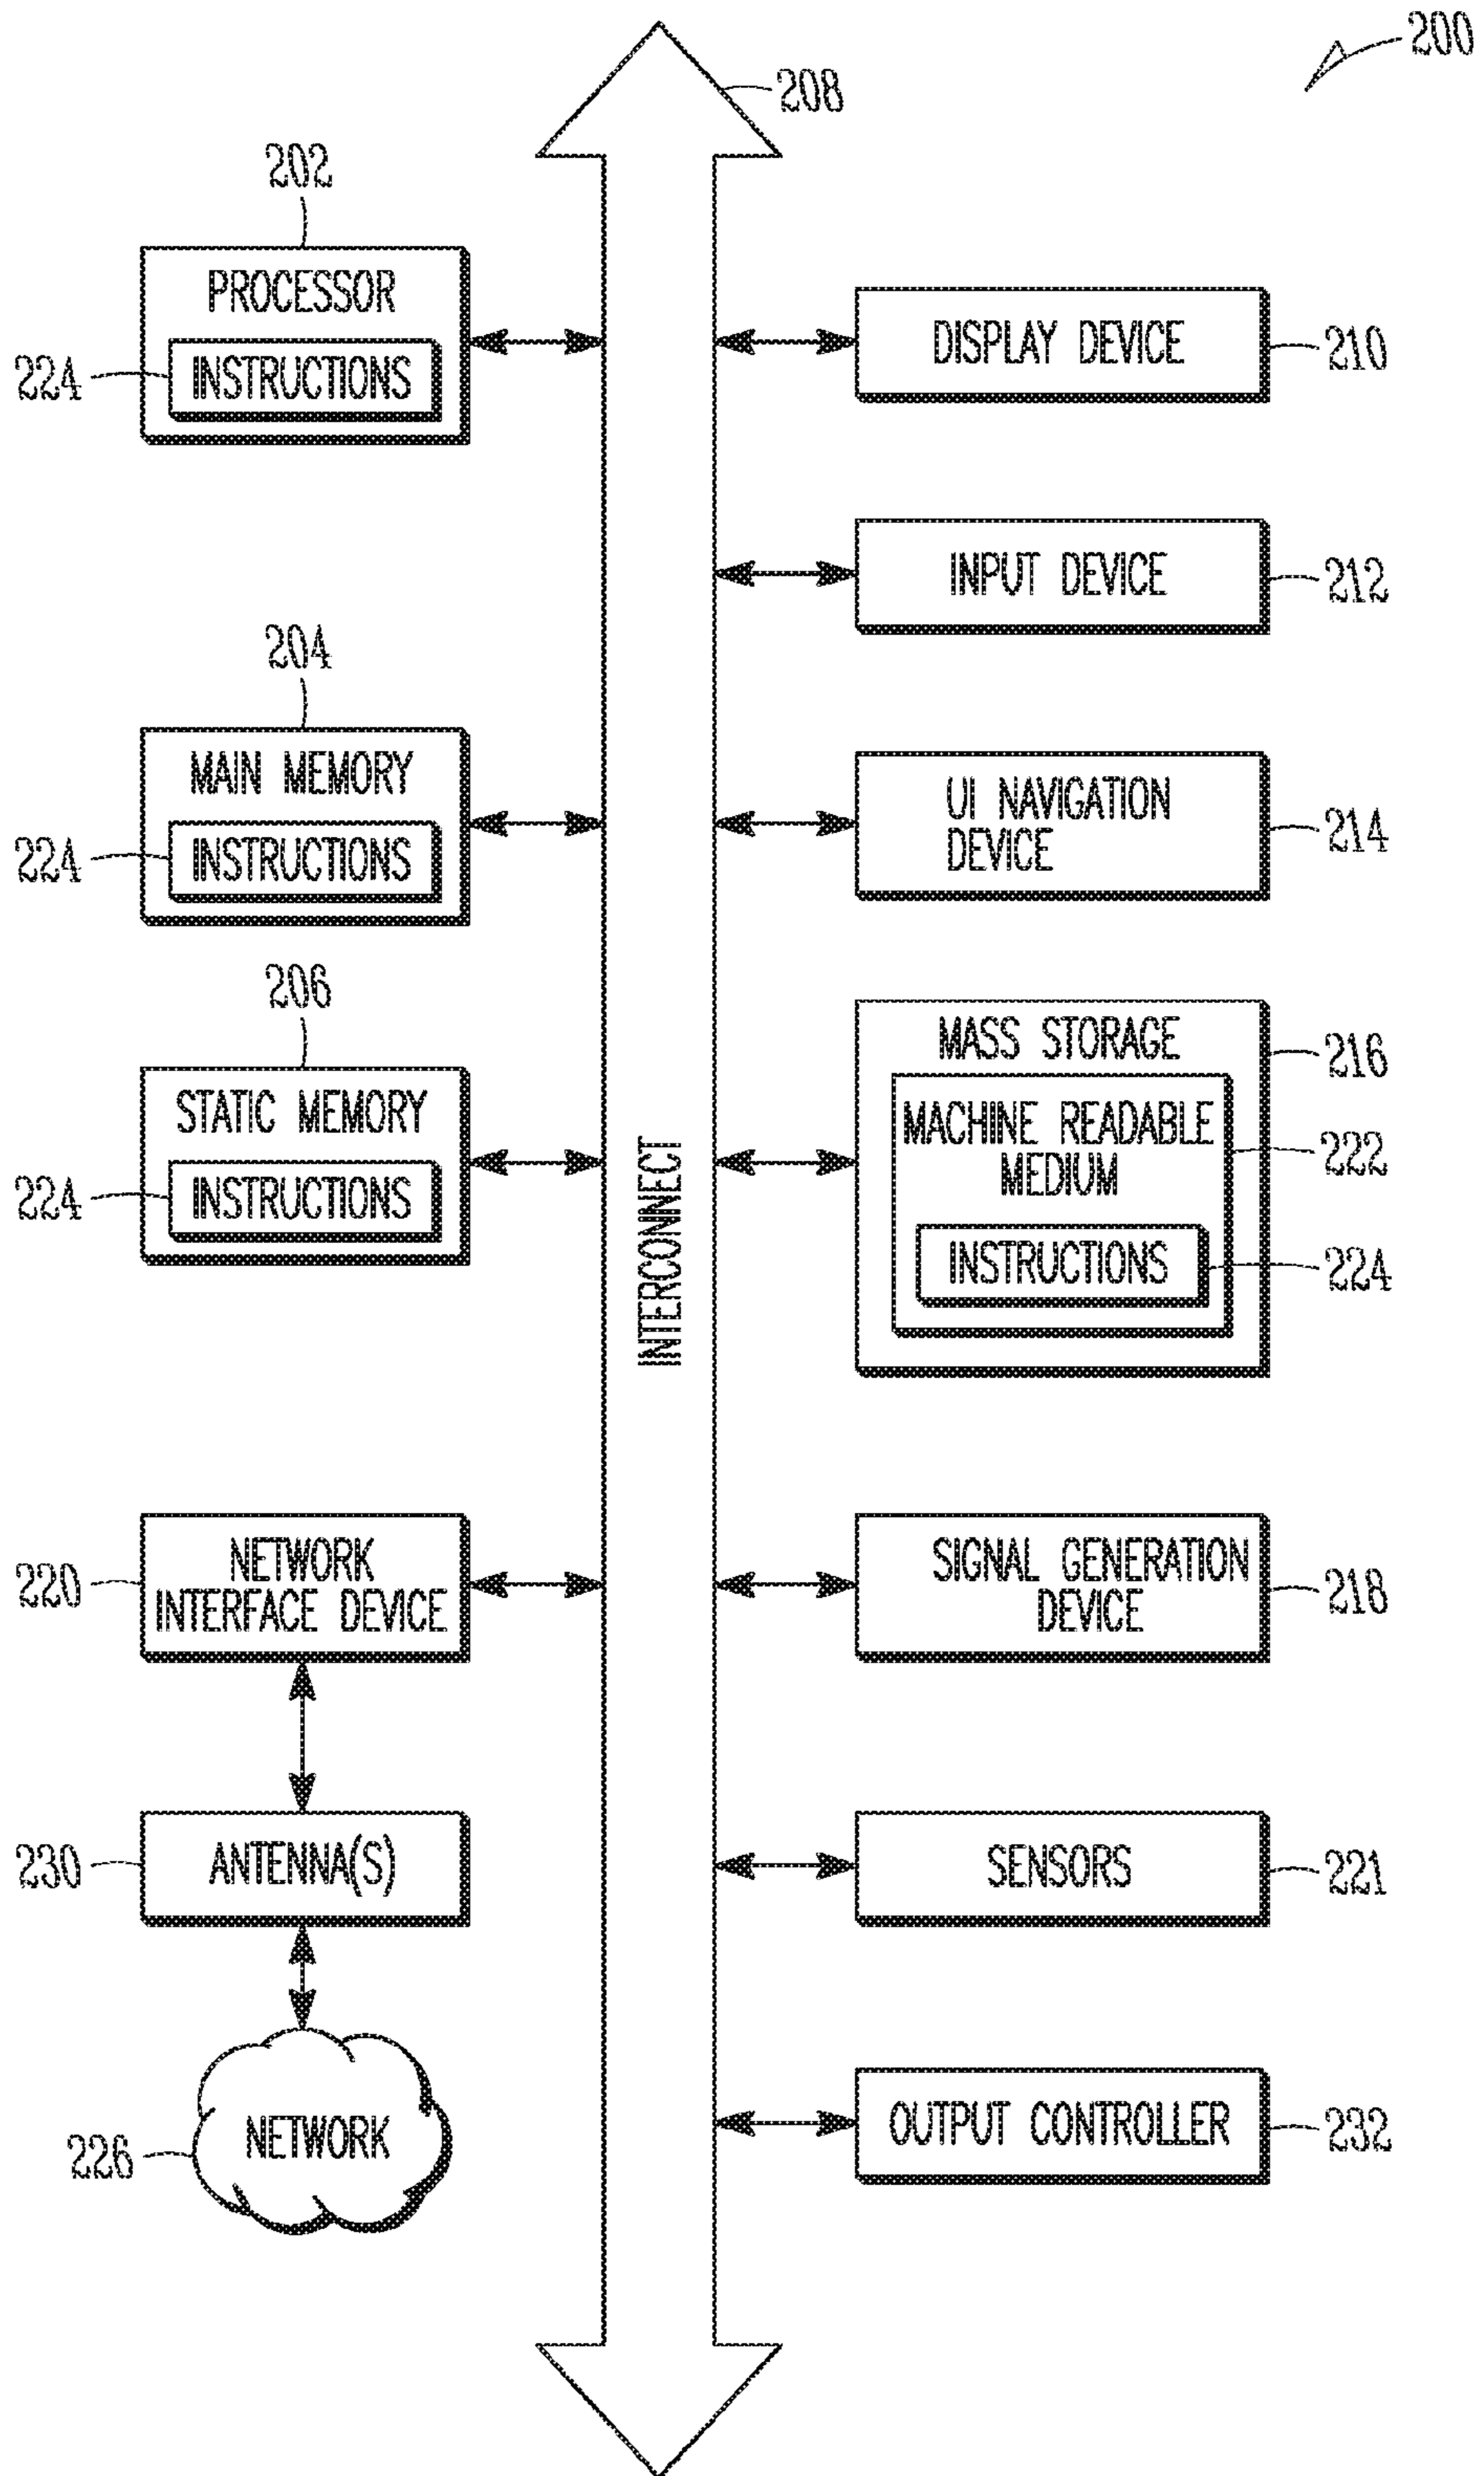 200
208
202
PROCESSOR
224
INSTRUCTIONS
204
MAIN MEMORY
224
INSTRUCTIONS
206
STATIC MEMORY
224
INSTRUCTIONS
220
NETWORK
INTERFACE DEVICE
230
ANTENNA(S)
226
NETWORK
INTERCONNECT
DISPLAY DEVICE
210
INPUT DEVICE
212
UI NAVIGATION
DEVICE
214
MASS STORAGE
216
MACHINE READABLE
MEDIUM
222
INSTRUCTIONS
224
SIGNAL GENERATION
DEVICE
218
SENSORS
221
OUTPUT CONTROLLER
232